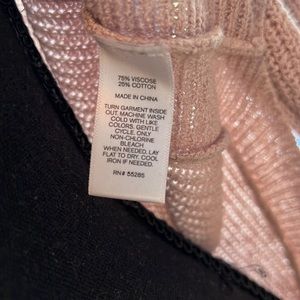 75% VISCOSE
25% COTTON
MADE IN CHINA
TURN GARMENT INSIDE
OUT. MACHINE WASH
COLD WITH LIKE
COLORS. GENTLE
CYCLE. ONLY
NON-CHLORINE
BLEACH
WHEN NEEDED. LAY
FLAT TO DRY. COOL
IRON IF NEEDED.
RN# 55285